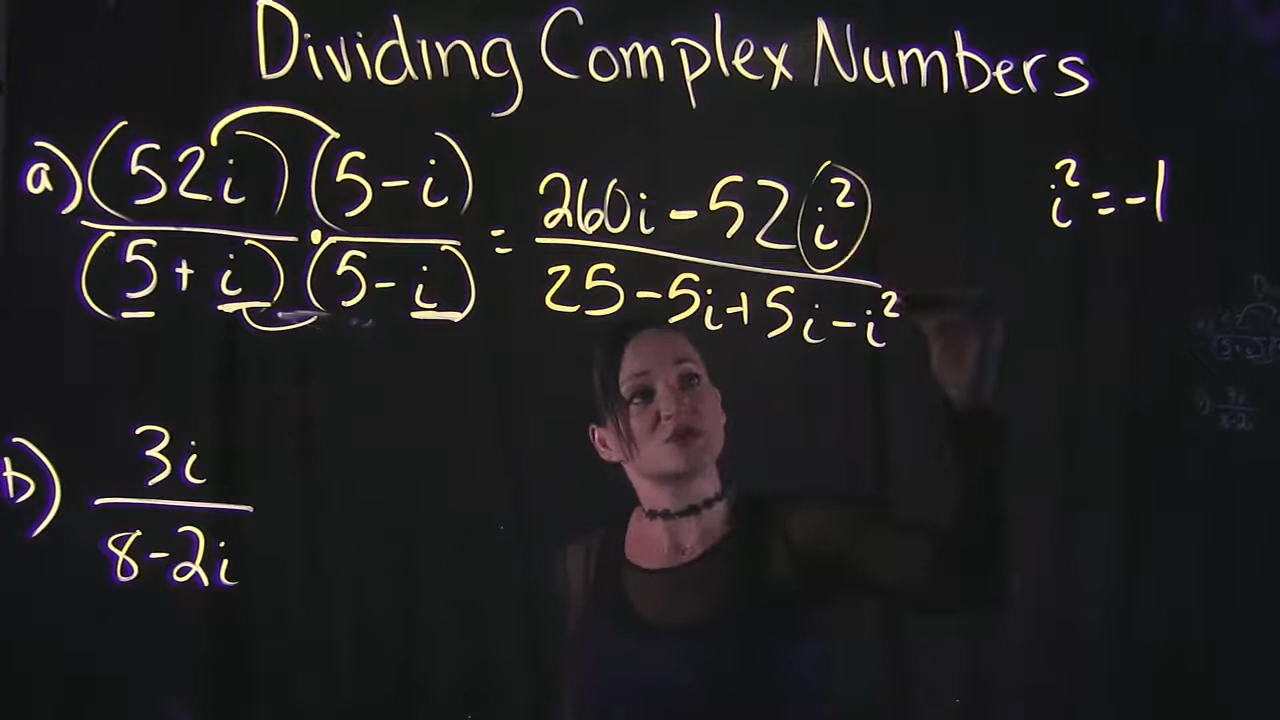 Dividing Complex Numbers
a) (52i) (5-i) = 260i - 52i² i² = -1
(5 + i) · (5 - i) 25 - 5i + 5i - i²
b) 3i
8-2i